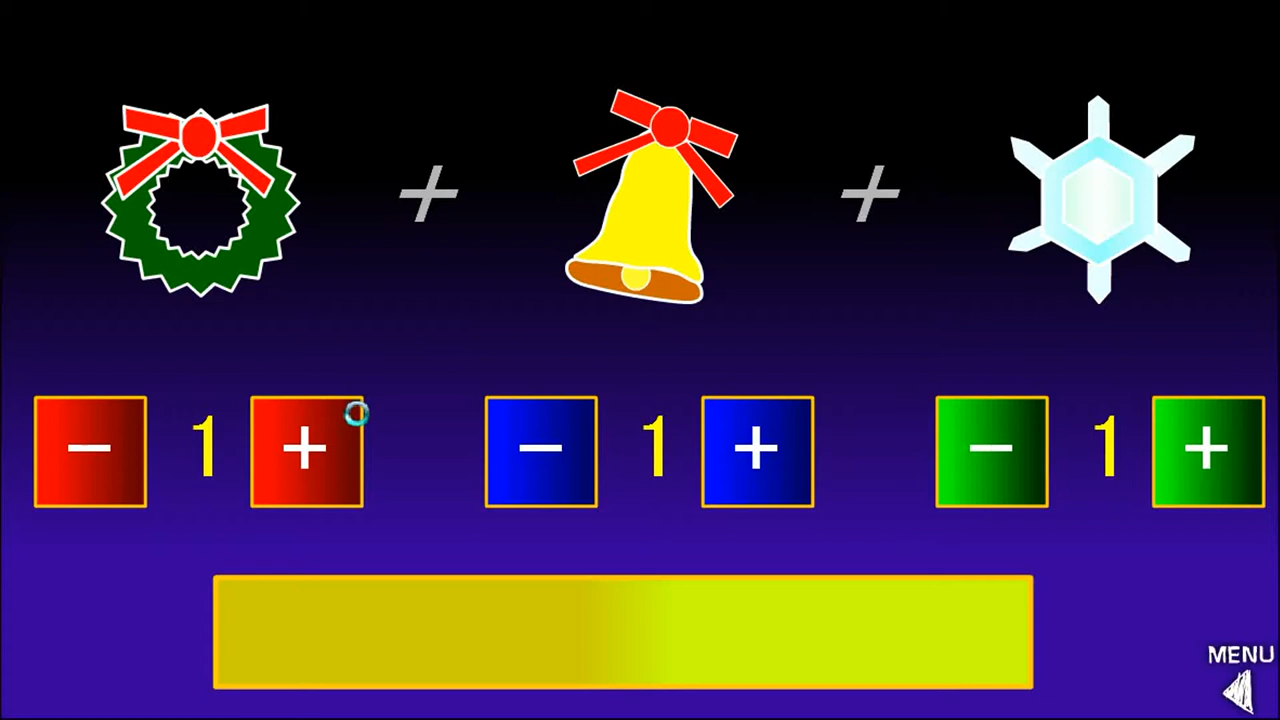 + +
− 1 + − 1 + − 1 +
MENU